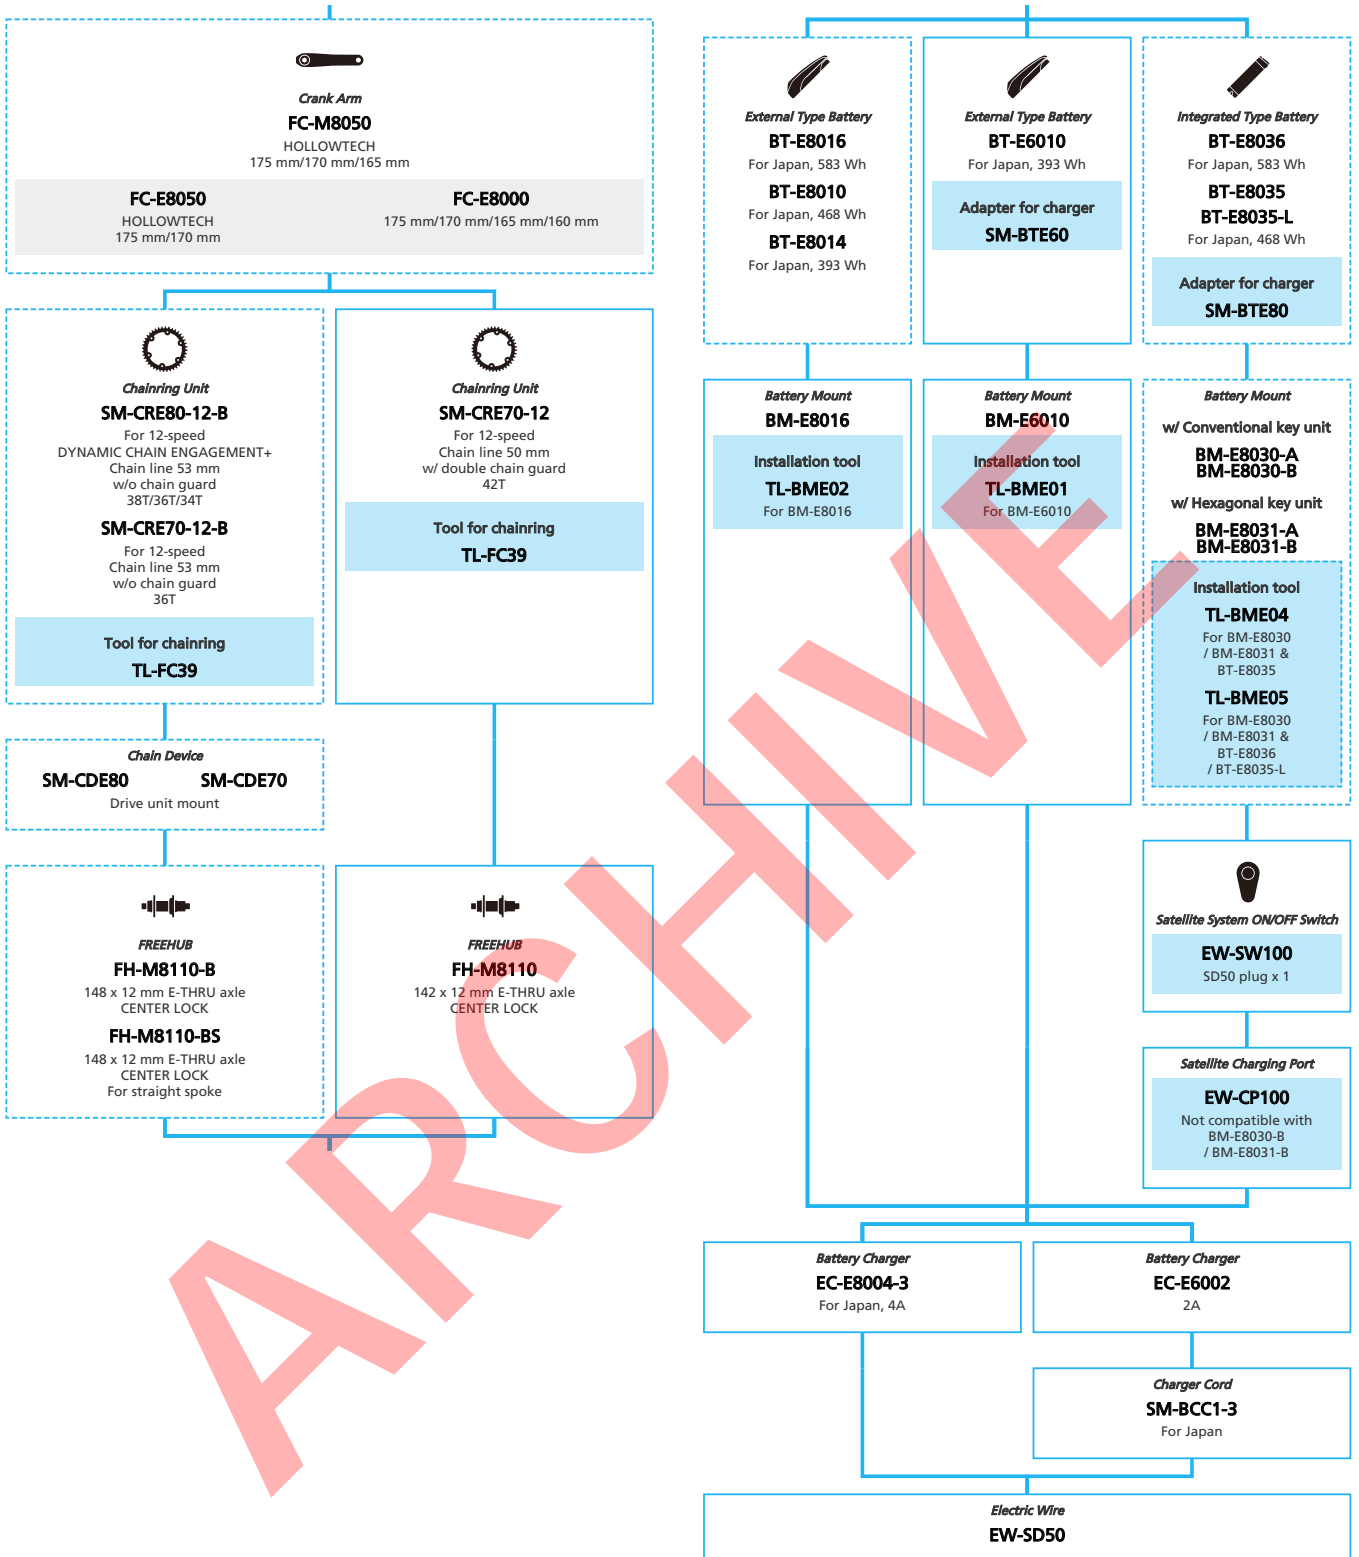 Crank Arm
FC-M8050
HOLLOWTECH
175 mm/170 mm/165 mm
FC-E8050
HOLLOWTECH
175 mm/170 mm
FC-E8000
175 mm/170 mm/165 mm/160 mm
Chainring Unit
SM-CRE80-12-B
For 12-speed
DYNAMIC CHAIN ENGAGEMENT+
Chain line 53 mm
w/o chain guard
38T/36T/34T
SM-CRE70-12-B
For 12-speed
Chain line 53 mm
w/o chain guard
36T
Tool for chainring
TL-FC39
Chainring Unit
SM-CRE70-12
For 12-speed
Chain line 50 mm
w/ double chain guard
42T
Tool for chainring
TL-FC39
Chain Device
SM-CDE80 SM-CDE70
Drive unit mount
FREEHUB
FH-M8110-B
148 x 12 mm E-THRU axle
CENTER LOCK
FH-M8110-BS
148 x 12 mm E-THRU axle
CENTER LOCK
For straight spoke
FREEHUB
FH-M8110
142 x 12 mm E-THRU axle
CENTER LOCK
External Type Battery
BT-E8016
For Japan, 583 Wh
BT-E8010
For Japan, 468 Wh
BT-E8014
For Japan, 393 Wh
External Type Battery
BT-E6010
For Japan, 393 Wh
Adapter for charger
SM-BTE60
Integrated Type Battery
BT-E8036
For Japan, 583 Wh
BT-E8035
BT-E8035-L
For Japan, 468 Wh
Adapter for charger
SM-BTE80
Battery Mount
BM-E8016
Installation tool
TL-BME02
For BM-E8016
Battery Mount
BM-E6010
Installation tool
TL-BME01
For BM-E6010
Battery Mount
w/ Conventional key unit
BM-E8030-A
BM-E8030-B
w/ Hexagonal key unit
BM-E8031-A
BM-E8031-B
Installation tool
TL-BME04
For BM-E8030
/ BM-E8031 &
BT-E8035
TL-BME05
For BM-E8030
/ BM-E8031 &
BT-E8036
/ BT-E8035-L
Satellite System ON/OFF Switch
EW-SW100
SD50 plug x 1
Satellite Charging Port
EW-CP100
Not compatible with
BM-E8030-B
/ BM-E8031-B
Battery Charger
EC-E8004-3
For Japan, 4A
Battery Charger
EC-E6002
2A
Charger Cord
SM-BCC1-3
For Japan
Electric Wire
EW-SD50
ARCHIVE